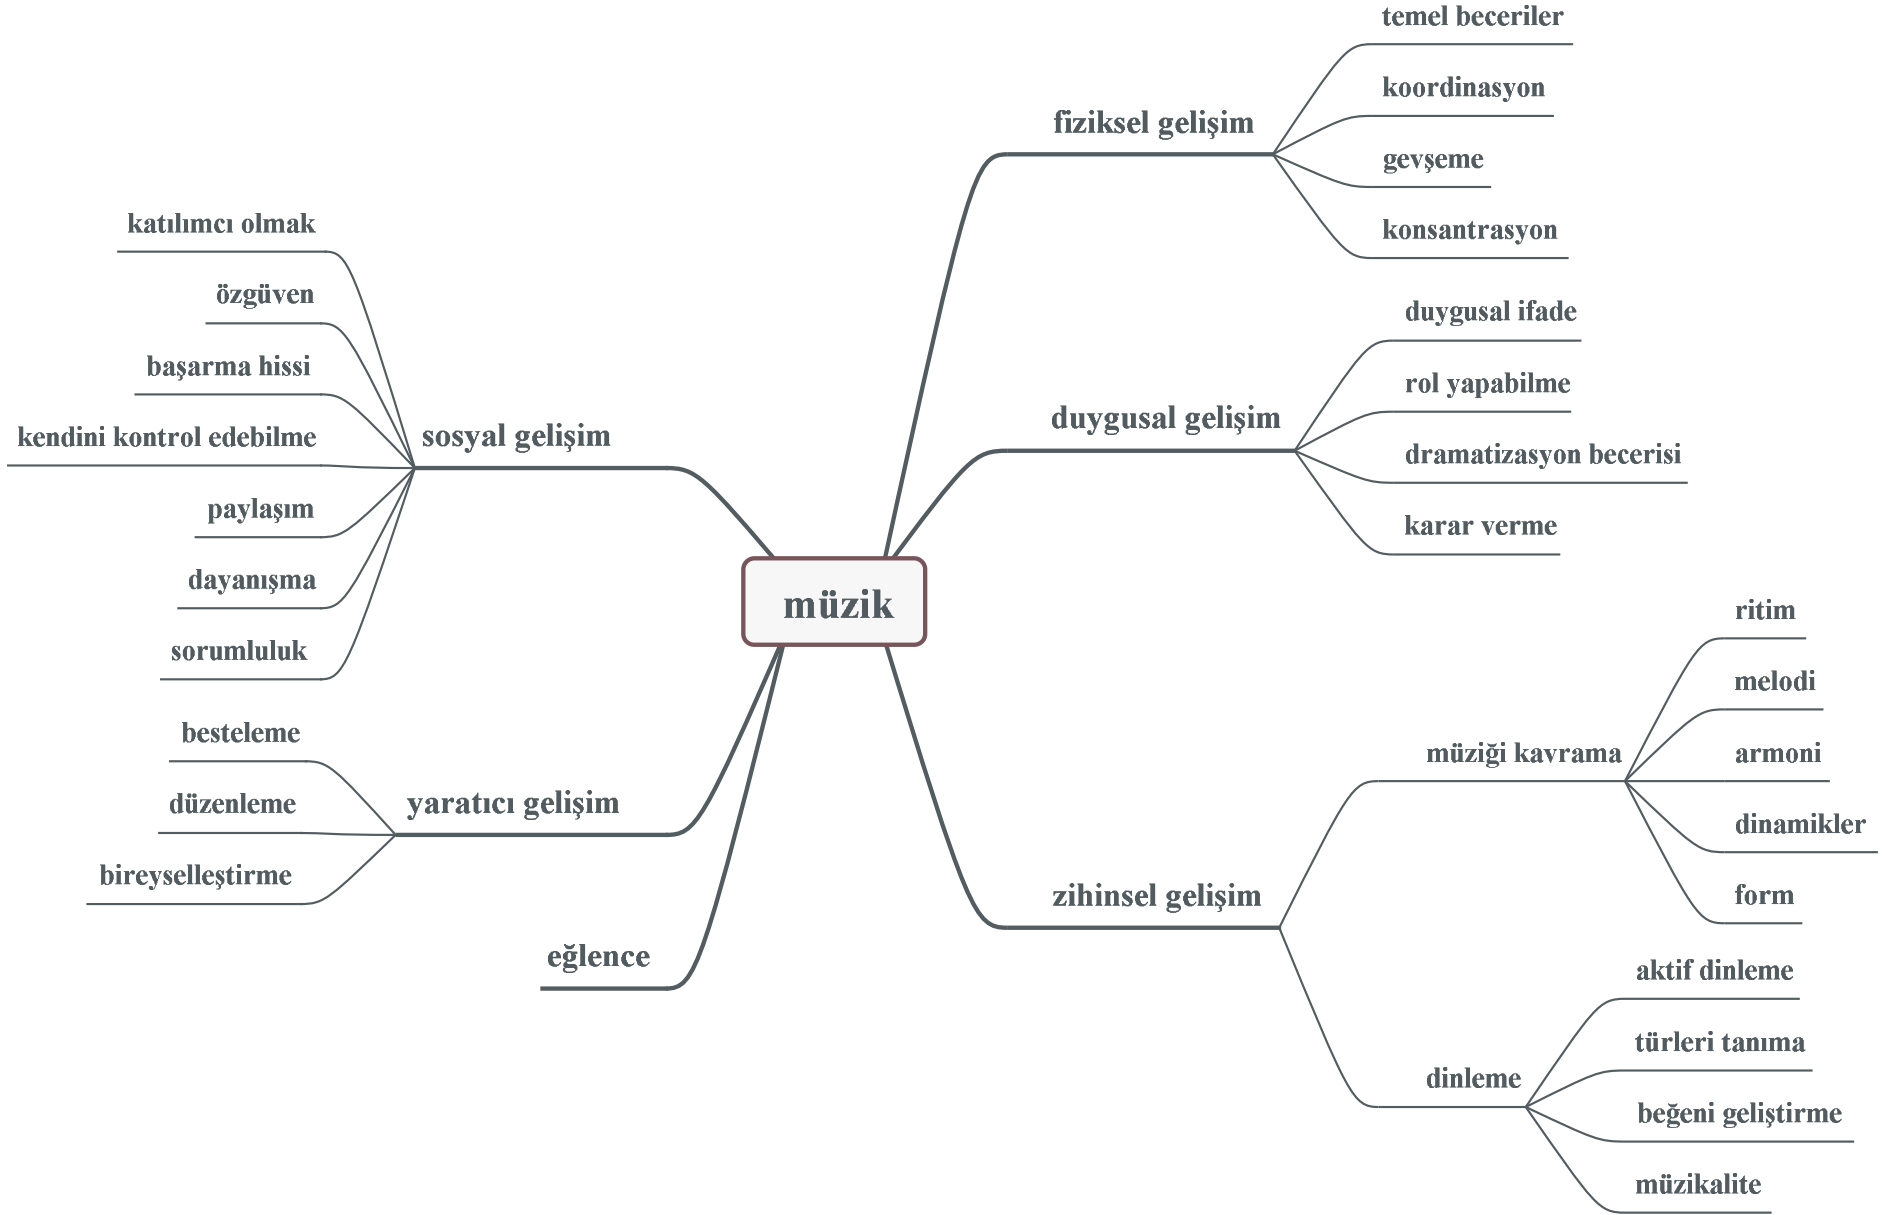 müzik
fiziksel gelişim
temel beceriler
koordinasyon
gevşeme
konsantrasyon
duygusal gelişim
duygusal ifade
rol yapabilme
dramatizasyon becerisi
karar verme
zihinsel gelişim
müziği kavrama
ritim
melodi
armoni
dinamikler
form
dinleme
aktif dinleme
türleri tanıma
beğeni geliştirme
müzikalite
sosyal gelişim
katılımcı olmak
özgüven
başarma hissi
kendini kontrol edebilme
paylaşım
dayanışma
sorumluluk
yaratıcı gelişim
besteleme
düzenleme
bireyselleştirme
eğlence